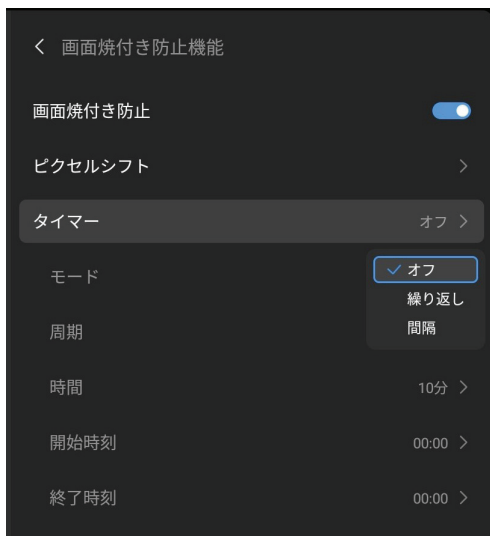 画面焼付き防止機能
画面焼付き防止
ピクセルシフト
タイマー オフ
モード オフ
繰り返し
周期 間隔
時間 10分
開始時刻 00:00
終了時刻 00:00